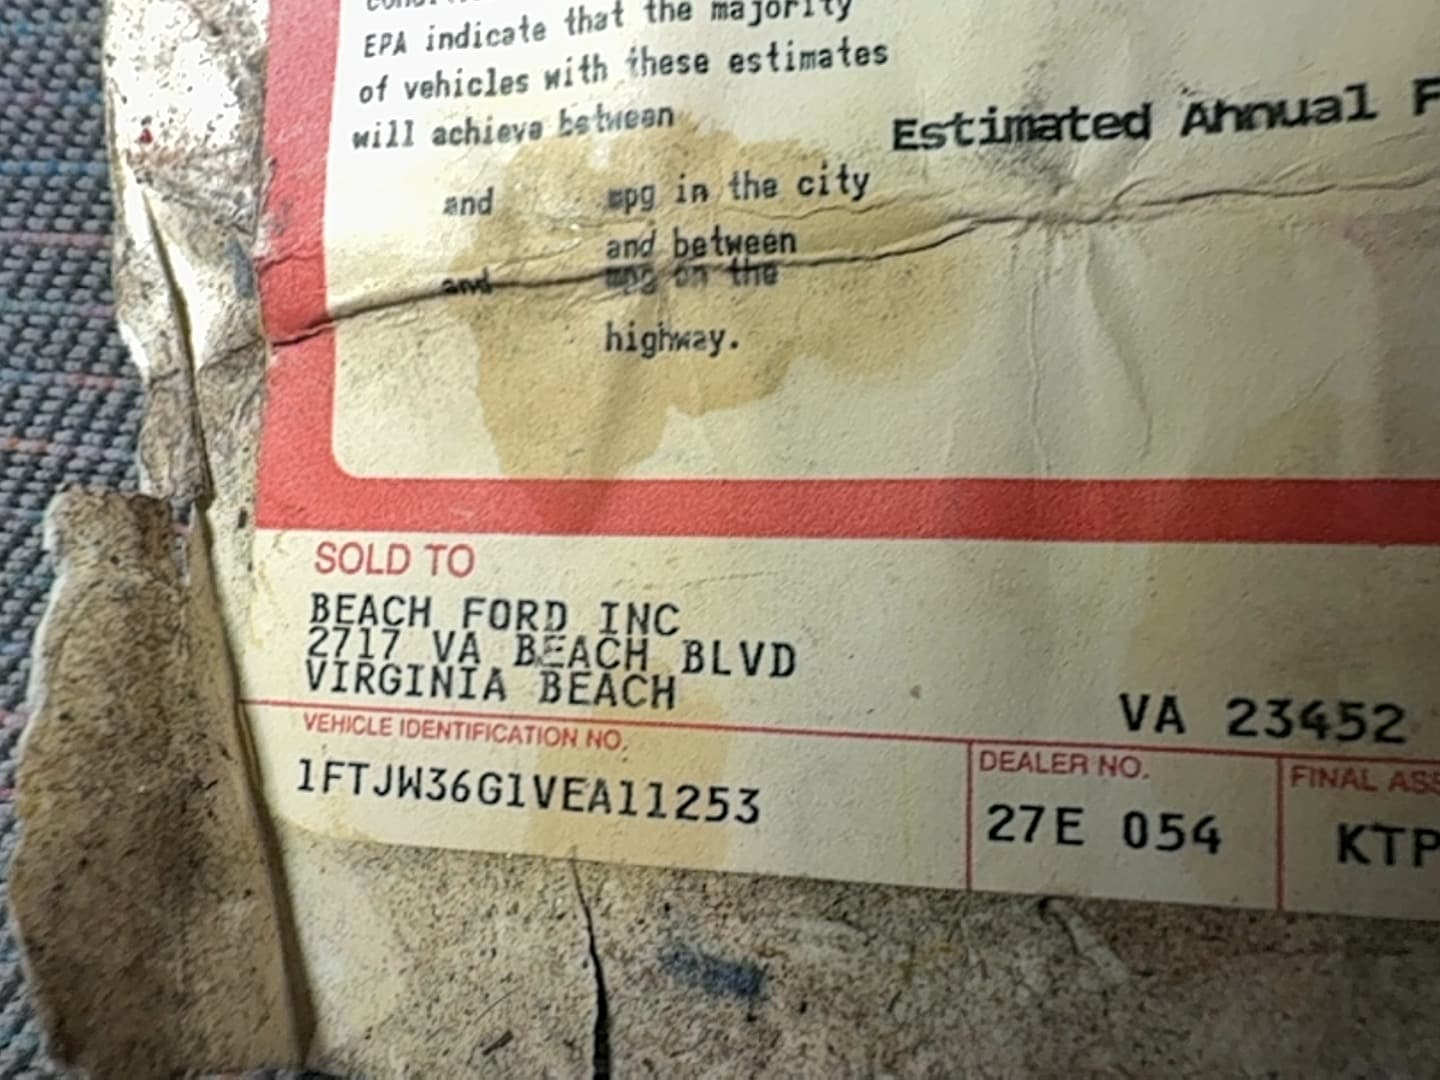 EPA indicate that the majority
of vehicles with these estimates
will achieve between
and mpg in the city
and between
and mpg on the
highway.
Estimated Annual F
SOLD TO
BEACH FORD INC
2717 VA BEACH BLVD
VIRGINIA BEACH VA 23452
VEHICLE IDENTIFICATION NO.
1FTJW36G1VEA11253
DEALER NO.
27E 054
FINAL ASS
KTP